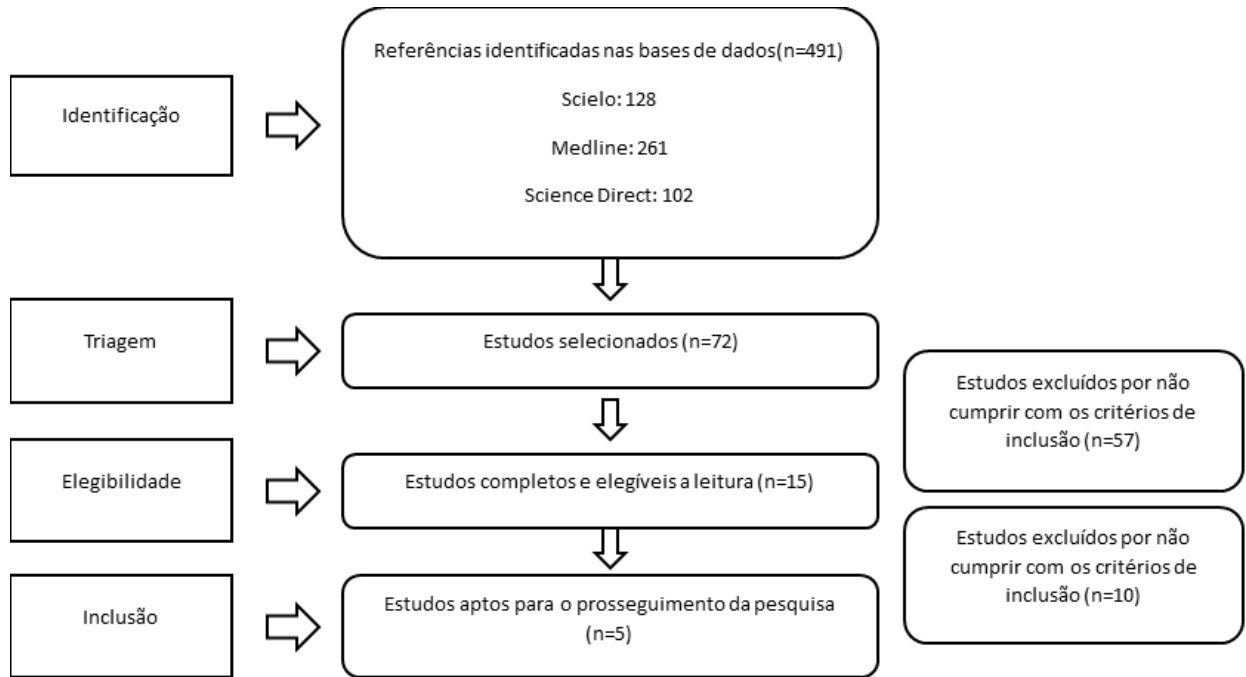 Identificação
Referências identificadas nas bases de dados(n=491)
Scielo: 128
Medline: 261
Science Direct: 102
Triagem
Estudos selecionados (n=72)
Estudos excluídos por não
cumprir com os critérios de
inclusão (n=57)
Elegibilidade
Estudos completos e elegíveis a leitura (n=15)
Estudos excluídos por não
cumprir com os critérios de
inclusão (n=10)
Inclusão
Estudos aptos para o prosseguimento da pesquisa
(n=5)